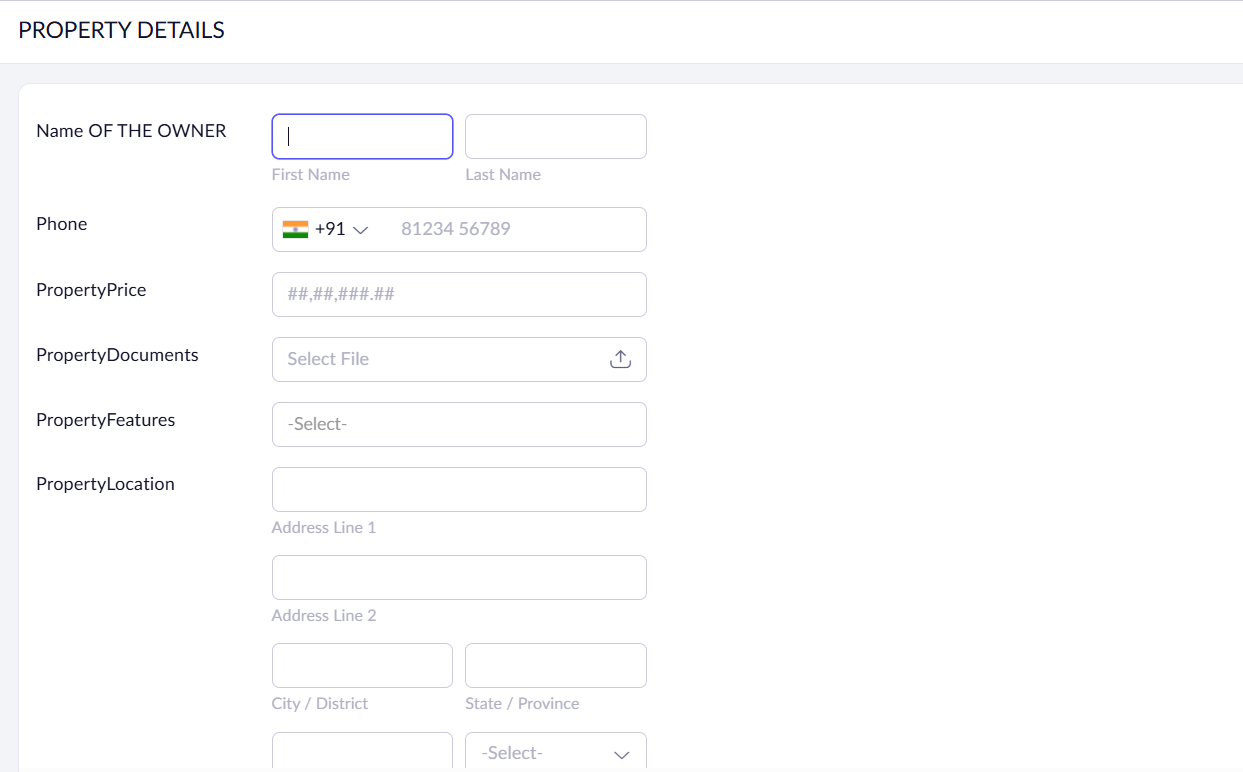 PROPERTY DETAILS
Name OF THE OWNER
First Name Last Name
Phone +91 81234 56789
PropertyPrice ##,##,###.##
PropertyDocuments Select File
PropertyFeatures -Select-
PropertyLocation
Address Line 1
Address Line 2
City / District State / Province
-Select-